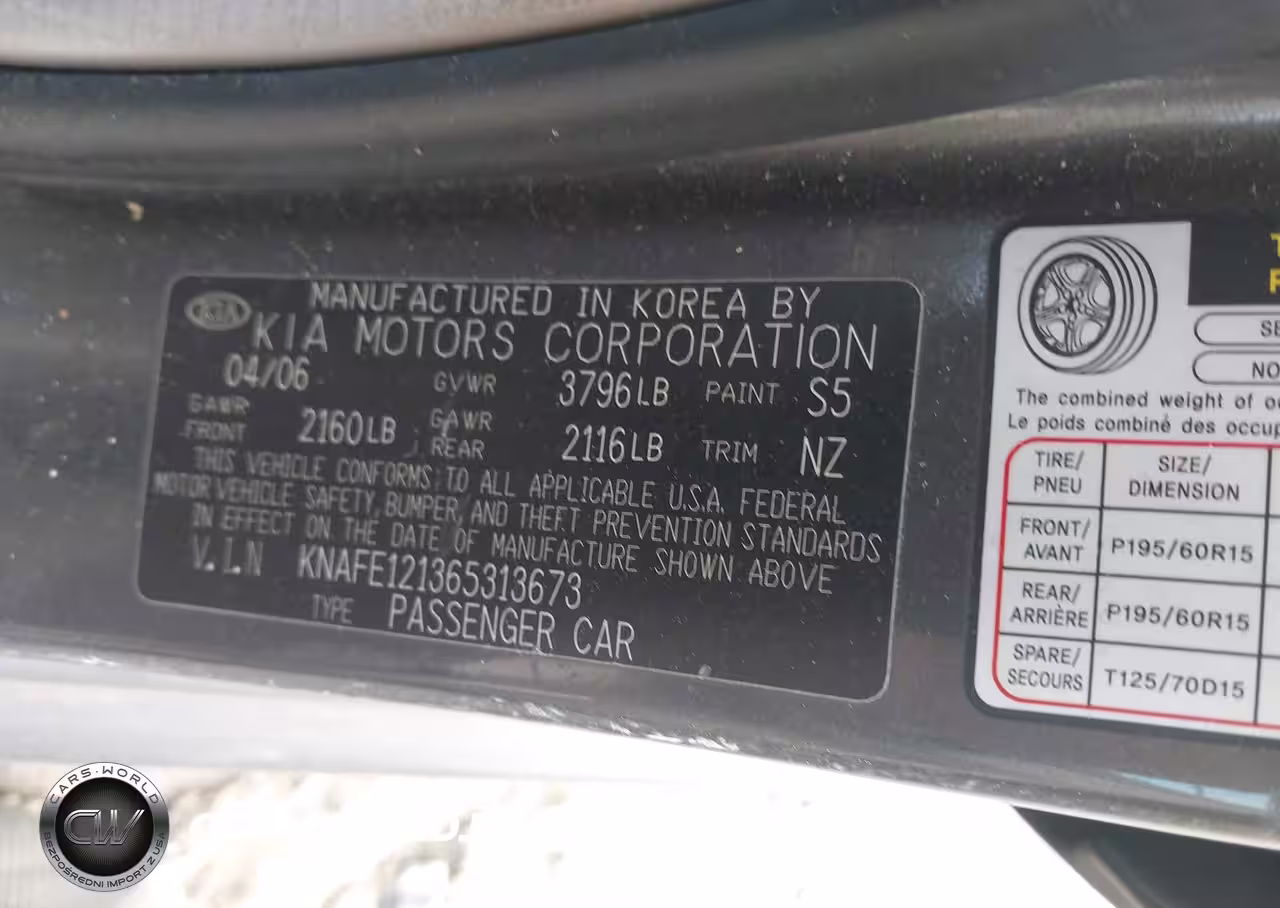 KIA
MANUFACTURED IN KOREA BY
KIA MOTORS CORPORATION
04/06 GVWR 3796LB PAINT S5
GAWR FRONT 2160LB GAWR REAR 2116LB TRIM NZ
THIS VEHICLE CONFORMS TO ALL APPLICABLE U.S.A. FEDERAL
MOTOR VEHICLE SAFETY, BUMPER, AND THEFT PREVENTION STANDARDS
IN EFFECT ON THE DATE OF MANUFACTURE SHOWN ABOVE
V.I.N KNAFE121365313673
TYPE PASSENGER CAR
The combined weight of
Le poids combiné des
TIRE/PNEU SIZE/DIMENSION
FRONT/AVANT P195/60R15
REAR/ARRIÈRE P195/60R15
SPARE/SECOURS T125/70D15
CARS-WORLD
CW
BEZPOŚREDNI IMPORT Z USA